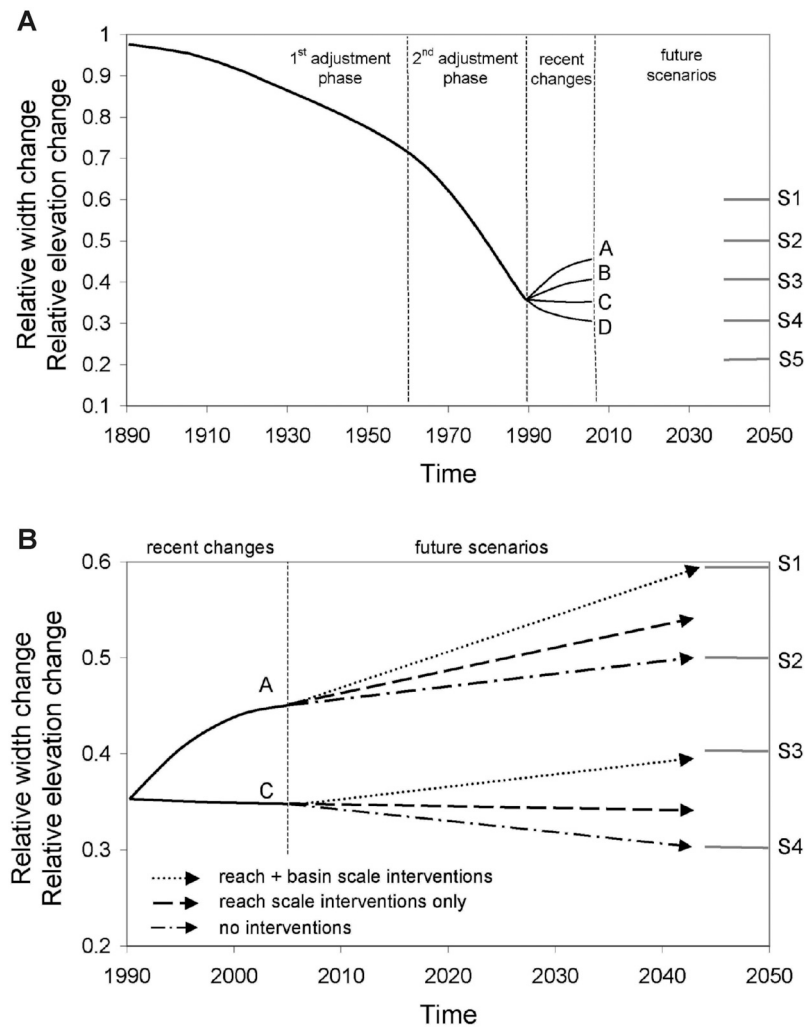 A
Relative width change
Relative elevation change
1
0.9
0.8
0.7
0.6
0.5
0.4
0.3
0.2
0.1
1st adjustment
phase
2nd adjustment
phase
recent
changes
future
scenarios
A
B
C
D
S1
S2
S3
S4
S5
1890 1910 1930 1950 1970 1990 2010 2030 2050
Time
B
recent changes future scenarios
Relative width change
Relative elevation change
0.6
0.5
0.4
0.3
0.2
A
C
S1
S2
S3
S4
reach + basin scale interventions
reach scale interventions only
no interventions
1990 2000 2010 2020 2030 2040 2050
Time